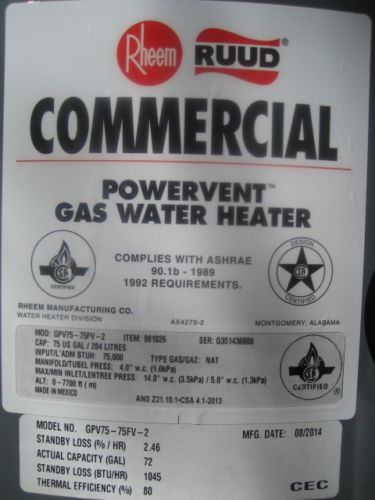 Rheem RUUD®
COMMERCIAL
POWERVENT™
GAS WATER HEATER
COMPLIES WITH ASHRAE
90.1b - 1989
1992 REQUIREMENTS.
CERTIFIED
DESIGN
CERTIFIED
RHEEM MANUFACTURING CO.
WATER HEATER DIVISION AX4279-2 MONTGOMERY, ALABAMA
MOD: GPV75-75FV-2 ITEM: 981026 SER: Q351436880
CAP: 75 US GAL / 284 LITRES
INPUT/L`ADM BTUH: 75,000 TYPE GAS/GAZ: NAT
MANIFOLD/TUBE PRESS: 4.0" w.c. (1.0kPa)
MAX/MIN INLET/LENTREE PRESS: 14.0" w.c. (3.5kPa) / 5.0" w.c. (1.3kPa)
ALT: 0-7700 ft ( m)
MADE IN MEXICO ANS Z21.10.1•CSA 4.1-2013
CERTIFIED
MODEL NO. GPV75-75FV-2 MFG. DATE: 08/2014
STANDBY LOSS (% / HR) 2.46
ACTUAL CAPACITY (GAL) 72
STANDBY LOSS (BTU/HR) 1045
THERMAL EFFICIENCY (%) 80 CEC